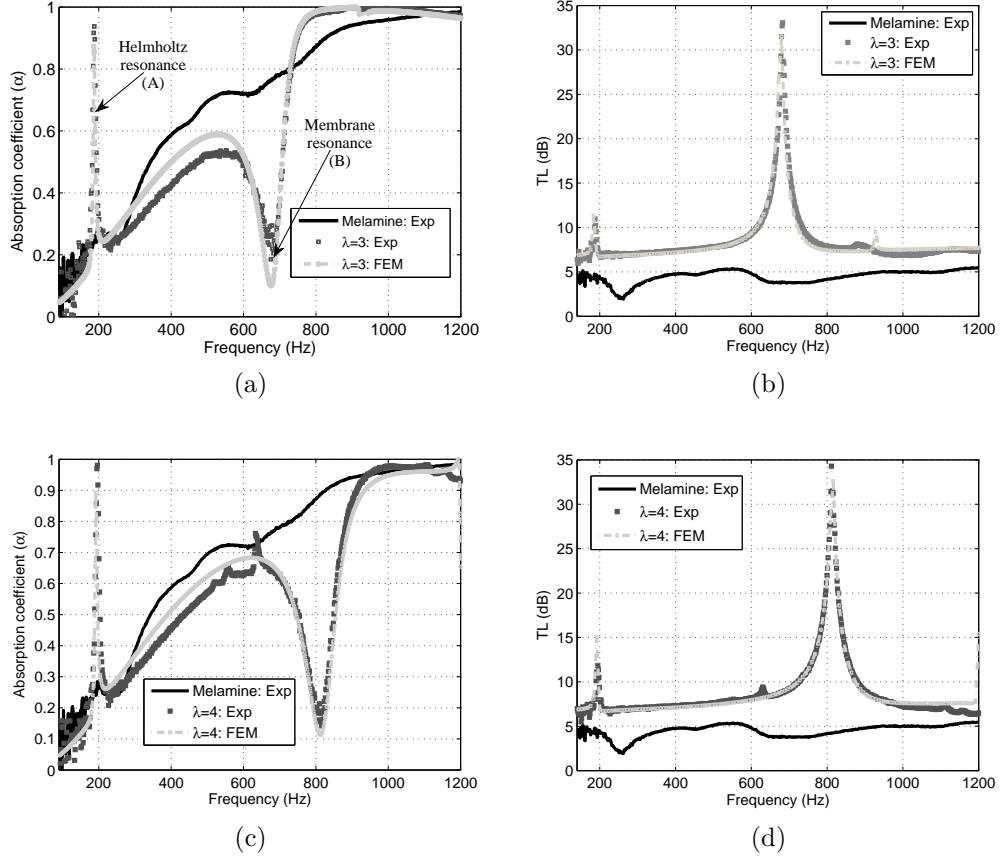 1
0.8
0.6
0.4
0.2
0
Absorption coefficient (α)
200 400 600 800 1000 1200
Frequency (Hz)
Helmholtz
resonance
(A)
Membrane
resonance
(B)
Melamine: Exp
λ=3: Exp
λ=3: FEM
(a)
35
30
25
20
15
10
5
0
TL (dB)
200 400 600 800 1000 1200
Frequency (Hz)
Melamine: Exp
λ=3: Exp
λ=3: FEM
(b)
1
0.9
0.8
0.7
0.6
0.5
0.4
0.3
0.2
0.1
0
Absorption coefficient (α)
200 400 600 800 1000 1200
Frequency (Hz)
Melamine: Exp
λ=4: Exp
λ=4: FEM
(c)
35
30
25
20
15
10
5
0
TL (dB)
200 400 600 800 1000 1200
Frequency (Hz)
Melamine: Exp
λ=4: Exp
λ=4: FEM
(d)